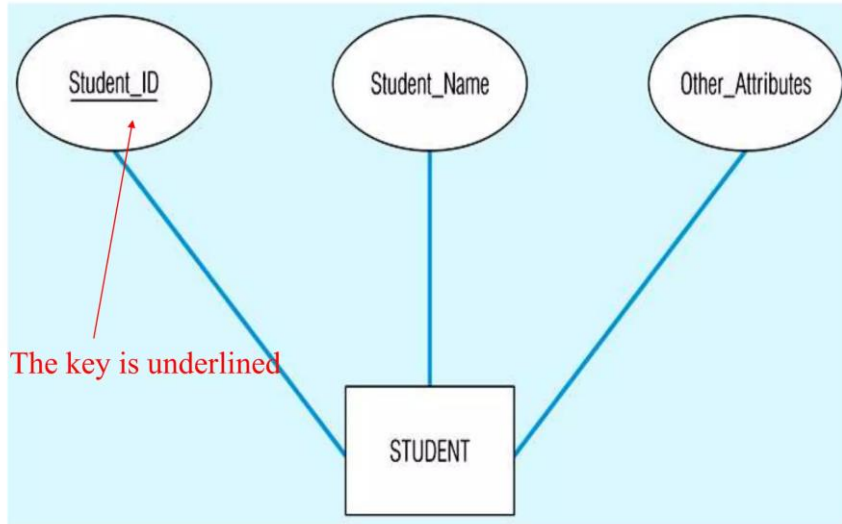 Student_ID
Student_Name
Other_Attributes
The key is underlined
STUDENT